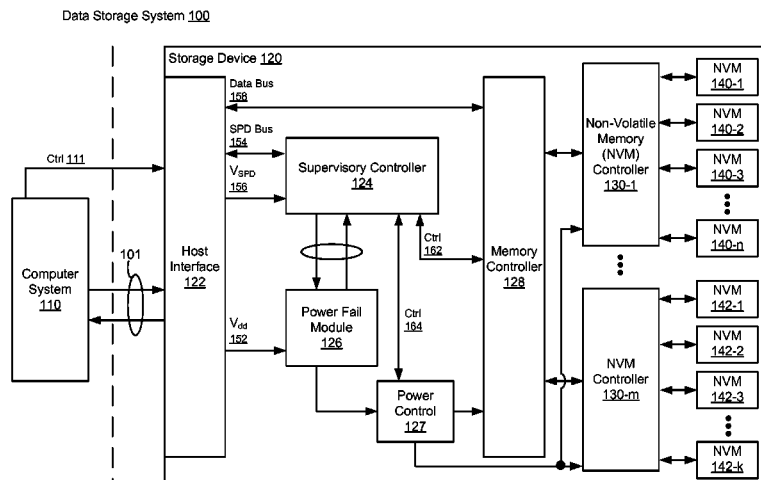 Data Storage System 100
Storage Device 120
Data Bus
158
SPD Bus
154
Ctrl 111
VSPD
156
Supervisory Controller
124
101
Computer
System
110
Host
Interface
122
Ctrl
162
Memory
Controller
128
Power Fail
Module
126
Vdd
152
Ctrl
164
Power
Control
127
Non-Volatile
Memory
(NVM)
Controller
130-1
NVM
Controller
130-m
NVM
140-1
NVM
140-2
NVM
140-3
NVM
140-n
NVM
142-1
NVM
142-2
NVM
142-3
NVM
142-k